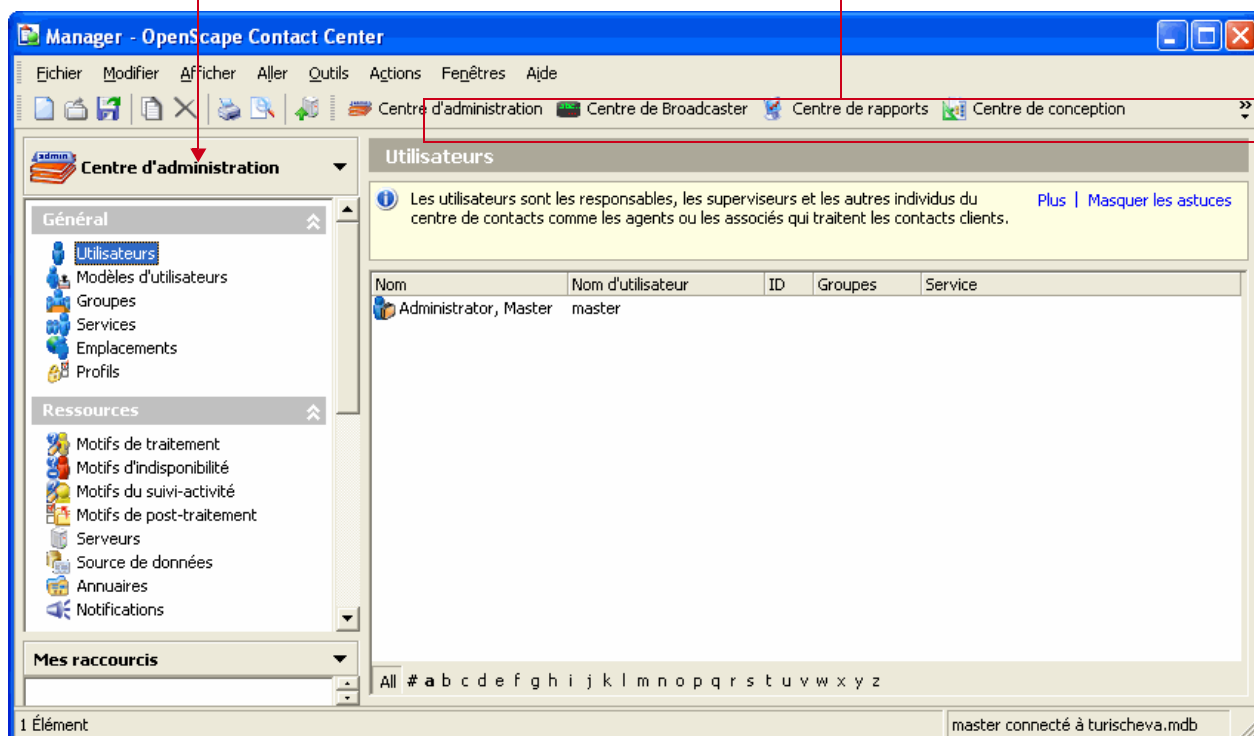 Manager - OpenScape Contact Center
Fichier Modifier Afficher Aller Outils Actions Fenêtres Aide
Centre d'administration Centre de Broadcaster Centre de rapports Centre de conception
admin
Centre d'administration
Général
Utilisateurs
Modèles d'utilisateurs
Groupes
Services
Emplacements
Profils
Ressources
Motifs de traitement
Motifs d'indisponibilité
Motifs du suivi-activité
Motifs de post-traitement
Serveurs
Source de données
Annuaires
Notifications
Mes raccourcis
Utilisateurs
Les utilisateurs sont les responsables, les superviseurs et les autres individus du
centre de contacts comme les agents ou les associés qui traitent les contacts clients.
Plus | Masquer les astuces
Nom Nom d'utilisateur ID Groupes Service
Administrator, Master master
All # a b c d e f g h i j k l m n o p q r s t u v w x y z
1 Élément
master connecté à turischeva.mdb